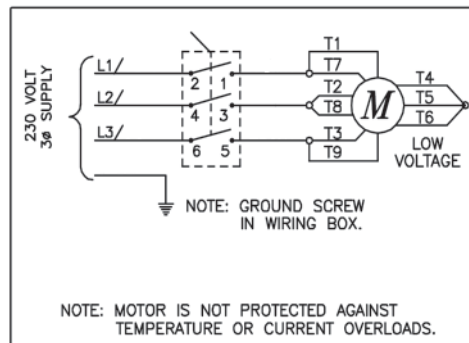 230 VOLT
3ø SUPPLY
L1/
L2/
L3/
2 1
4 3
6 5
T1
T7
T2
T8
T3
T9
M
T4
T5
T6
LOW
VOLTAGE
NOTE: GROUND SCREW
IN WIRING BOX.
NOTE: MOTOR IS NOT PROTECTED AGAINST
TEMPERATURE OR CURRENT OVERLOADS.